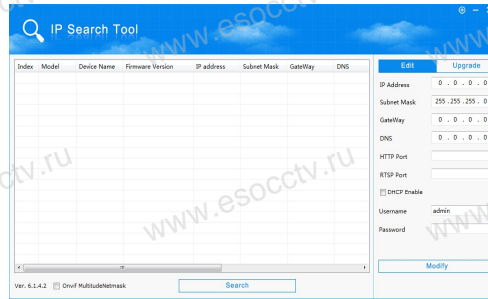 IP Search Tool
Index Model Device Name Firmware Version IP address Subnet Mask GateWay DNS
Edit Upgrade
IP Address 0 . 0 . 0 . 0
Subnet Mask 255 . 255 . 255 . 0
GateWay 0 . 0 . 0 . 0
DNS 0 . 0 . 0 . 0
HTTP Port
RTSP Port
DHCP Enable
Username admin
Password
Modify
Ver. 6.1.4.2 Onvif MultitudeNetmask Search
www.esocctv.ru
www.esocctv.ru